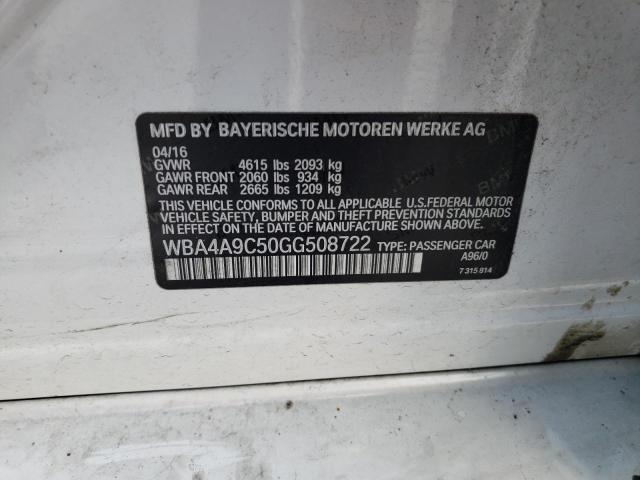 MFD BY BAYERISCHE MOTOREN WERKE AG
04/16
GVWR 4615 lbs 2093 kg
GAWR FRONT 2060 lbs 934 kg
GAWR REAR 2665 lbs 1209 kg
THIS VEHICLE CONFORMS TO ALL APPLICABLE U.S.FEDERAL MOTOR
VEHICLE SAFETY, BUMPER AND THEFT PREVENTION STANDARDS
IN EFFECT ON THE DATE OF MANUFACTURE SHOWN ABOVE.
WBA4A9C50GG508722 TYPE: PASSENGER CAR
A96/0
7 315 814